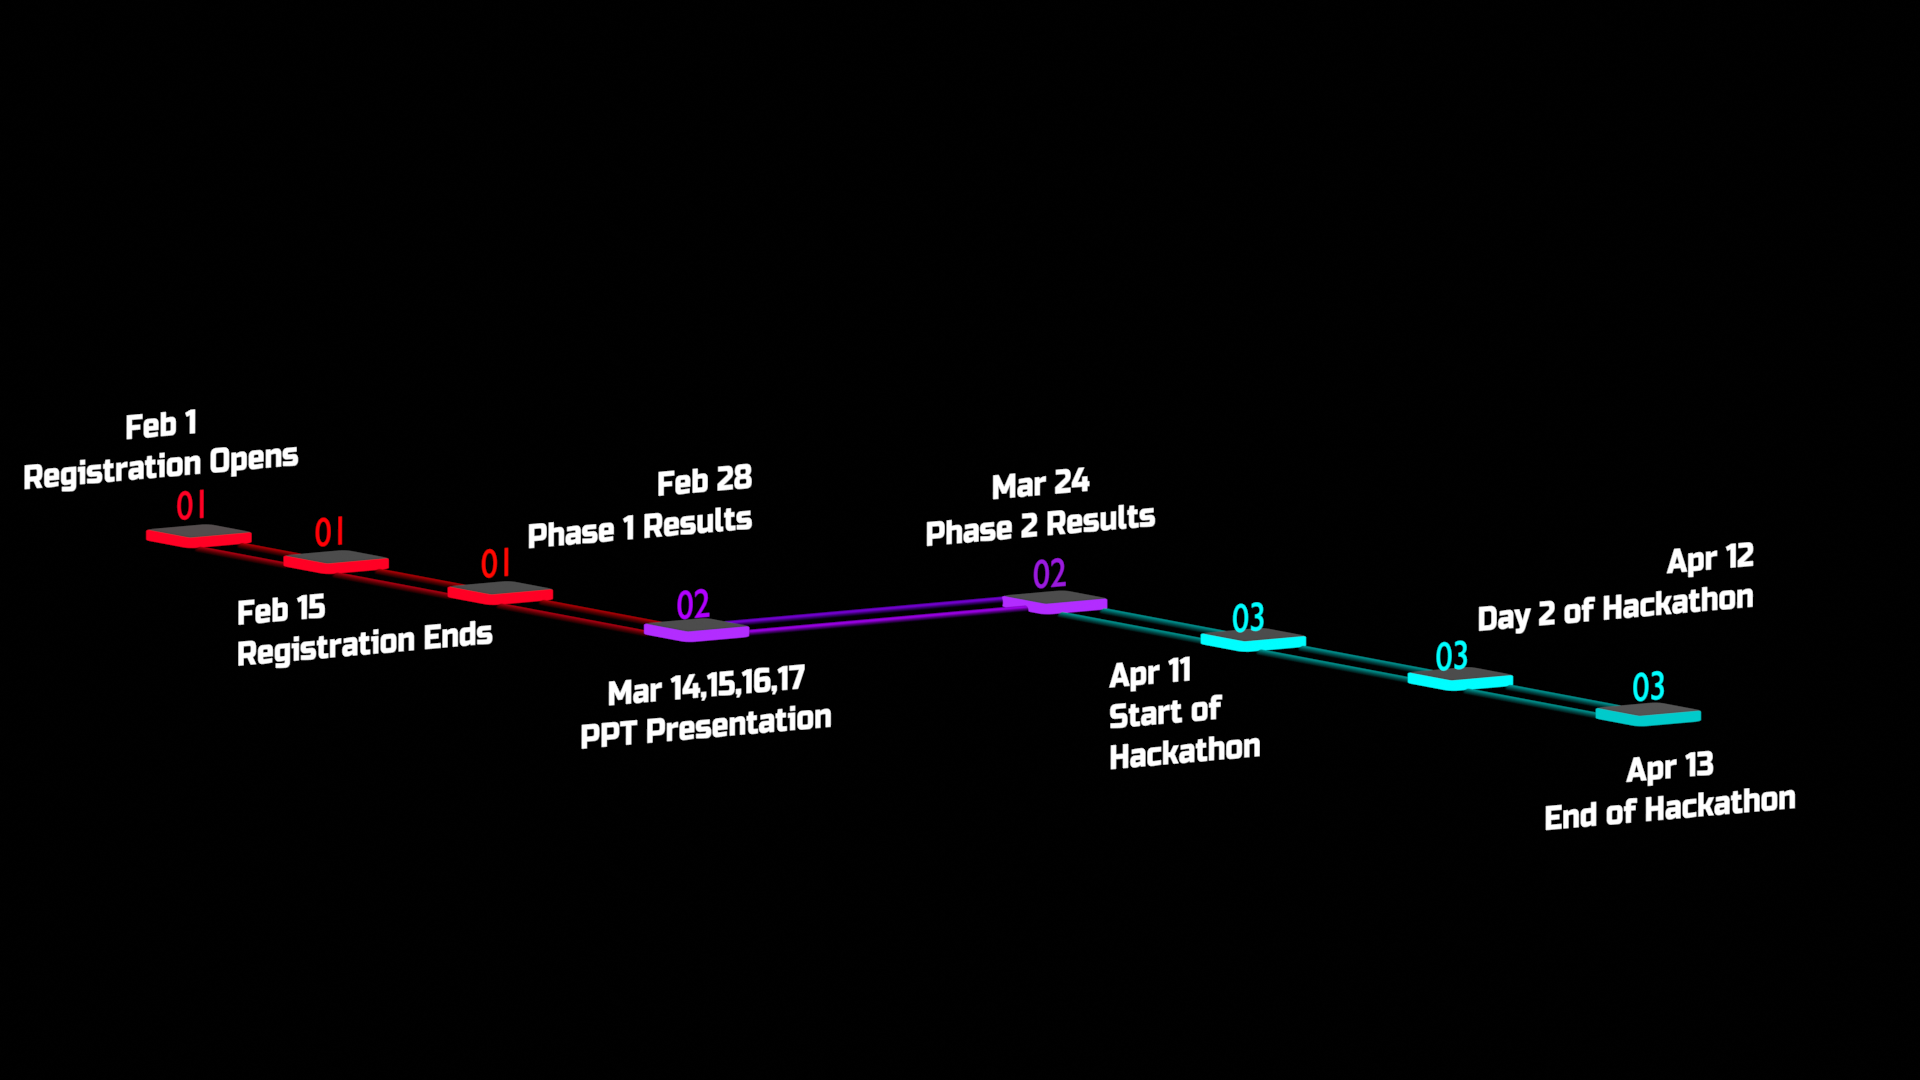 Feb 1
Registration Opens
01
01
Feb 15
Registration Ends
Feb 28
Phase 1 Results
01
02
Mar 14,15,16,17
PPT Presentation
Mar 24
Phase 2 Results
02
03
Apr 11
Start of
Hackathon
Apr 12
Day 2 of Hackathon
03
03
Apr 13
End of Hackathon